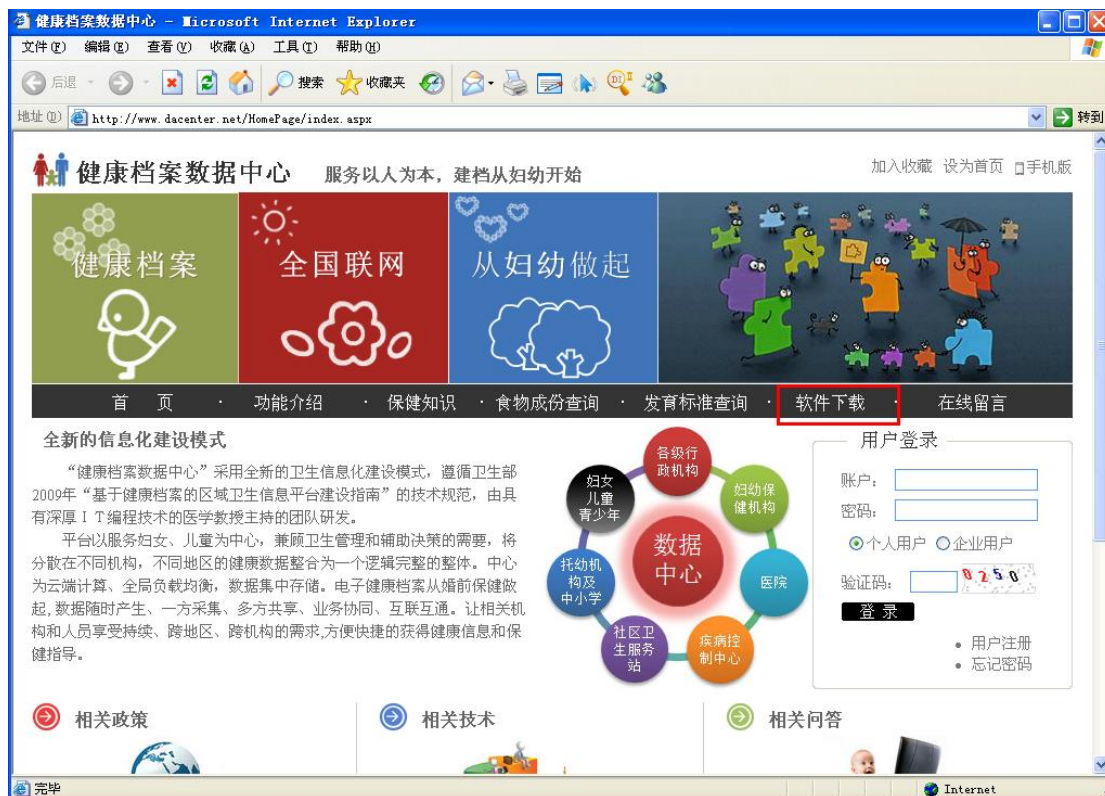 健康档案数据中心 - Microsoft Internet Explorer
文件(F) 编辑(E) 查看(V) 收藏(A) 工具(T) 帮助(H)
后退 搜索 收藏夹
地址(D) http://www.dacenter.net/HomePage/index.aspx 转到
健康档案数据中心 服务以人为本，建档从妇幼开始 加入收藏 设为首页 手机版
健康档案 全国联网 从妇幼做起
首 页 · 功能介绍 · 保健知识 · 食物成份查询 · 发育标准查询 · 软件下载 · 在线留言
全新的信息化建设模式
“健康档案数据中心”采用全新的卫生信息化建设模式，遵循卫生部
2009年“基于健康档案的区域卫生信息平台建设指南”的技术规范，由具
有深厚ＩＴ编程技术的医学教授主持的团队研发。
平台以服务妇女、儿童为中心，兼顾卫生管理和辅助决策的需要，将
分散在不同机构，不同地区的健康数据整合为一个逻辑完整的整体。中心
为云端计算、全局负载均衡，数据集中存储。电子健康档案从婚前保健做
起,数据随时产生、一方采集、多方共享、业务协同、互联互通。让相关机
构和人员享受持续、跨地区、跨机构的需求,方便快捷的获得健康信息和保
健指导。
各级行
政机构
妇幼保
健机构
医院
疾病控
制中心
社区卫
生服务
站
托幼机
构及
中小学
妇女
儿童
青少年
数据
中心
用户登录
账户：
密码：
个人用户 企业用户
验证码： 0250
登 录
用户注册
忘记密码
相关政策 相关技术 相关问答
完毕 Internet